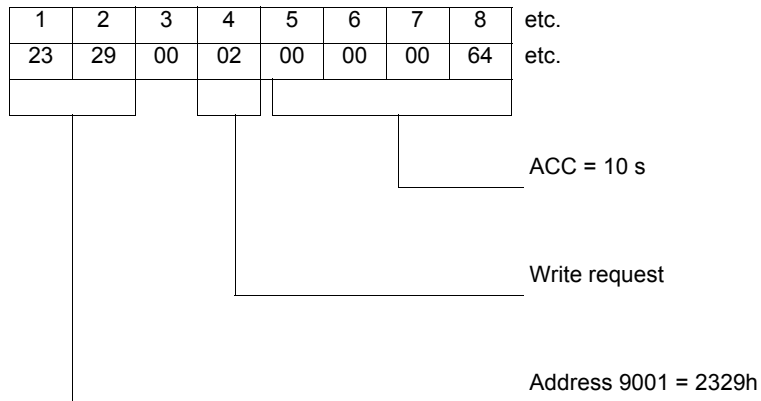 1 2 3 4 5 6 7 8 etc.
23 29 00 02 00 00 00 64 etc.
ACC = 10 s
Write request
Address 9001 = 2329h